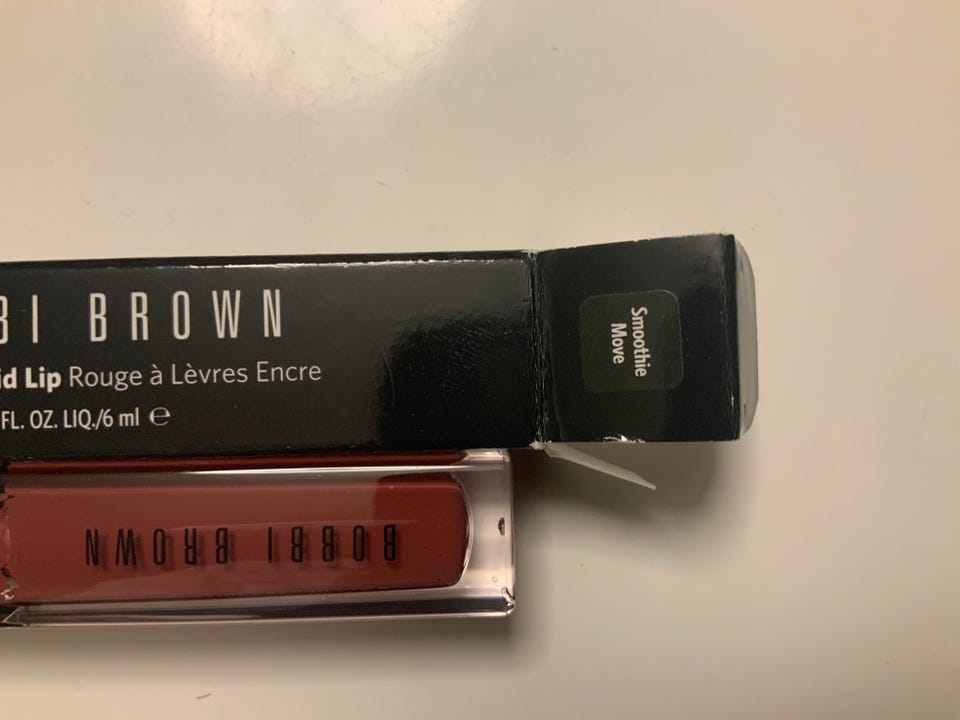 BI BROWN
id Lip Rouge à Lèvres Encre
FL. OZ. LIQ./6 ml ℮
Smoothie
Move
BOBBI BROWN